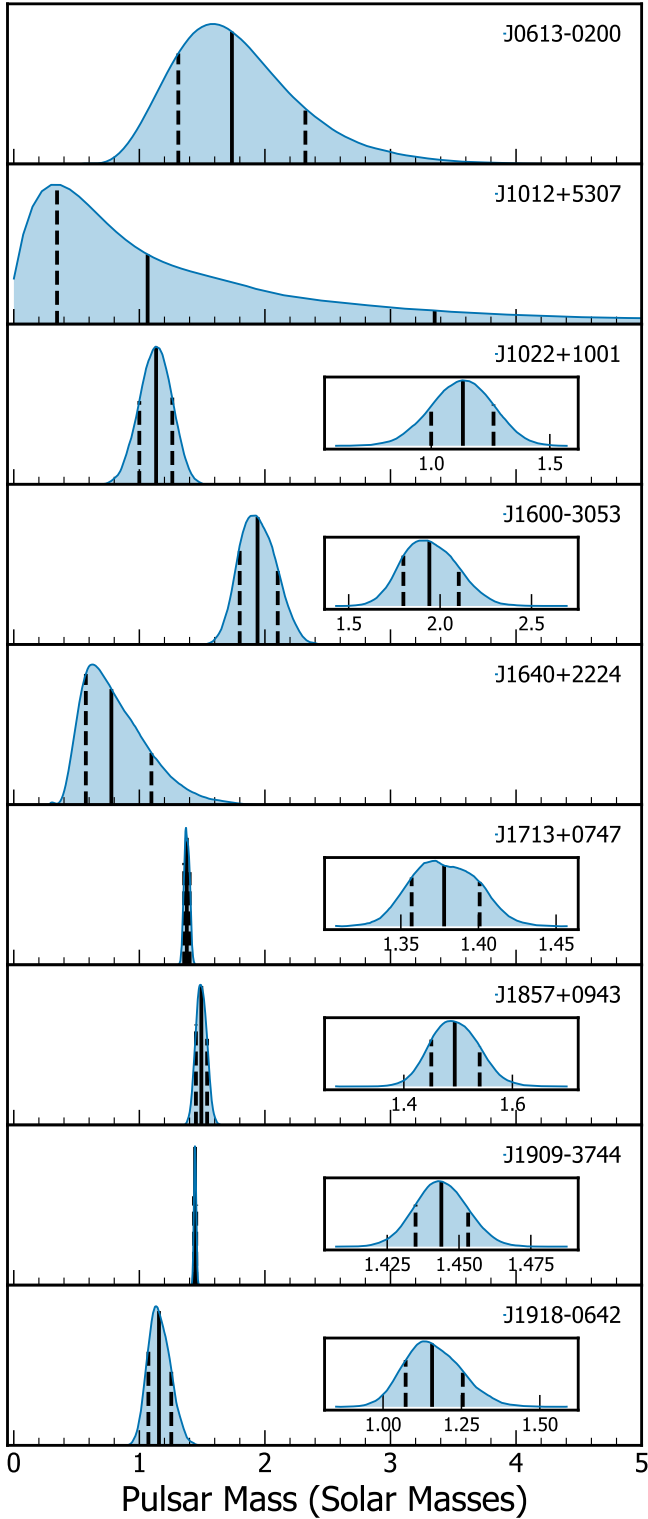 J0613-0200
J1012+5307
J1022+1001
1.0 1.5
J1600-3053
1.5 2.0 2.5
J1640+2224
J1713+0747
1.35 1.40 1.45
J1857+0943
1.4 1.6
J1909-3744
1.425 1.450 1.475
J1918-0642
1.00 1.25 1.50
0 1 2 3 4 5
Pulsar Mass (Solar Masses)